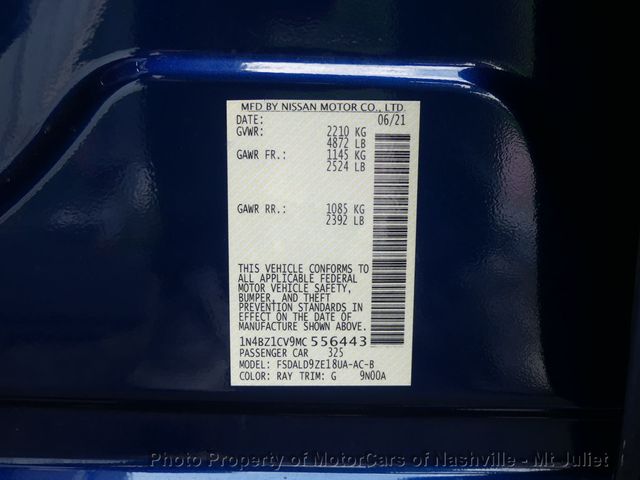 MFD BY NISSAN MOTOR CO., LTD.
DATE: 06/21
GVWR: 2210 KG
4872 LB
GAWR FR.: 1145 KG
2524 LB
GAWR RR.: 1085 KG
2392 LB
THIS VEHICLE CONFORMS TO
ALL APPLICABLE FEDERAL
MOTOR VEHICLE SAFETY,
BUMPER, AND THEFT
PREVENTION STANDARDS IN
EFFECT ON THE DATE OF
MANUFACTURE SHOWN ABOVE.
1N4BZ1CV9MC 556443
PASSENGER CAR 325
MODEL: FSDALD9ZE18UA-AC-B
COLOR: RAY TRIM: G 9N00A
Photo Property of MotorCars of Nashville - Mt Juliet